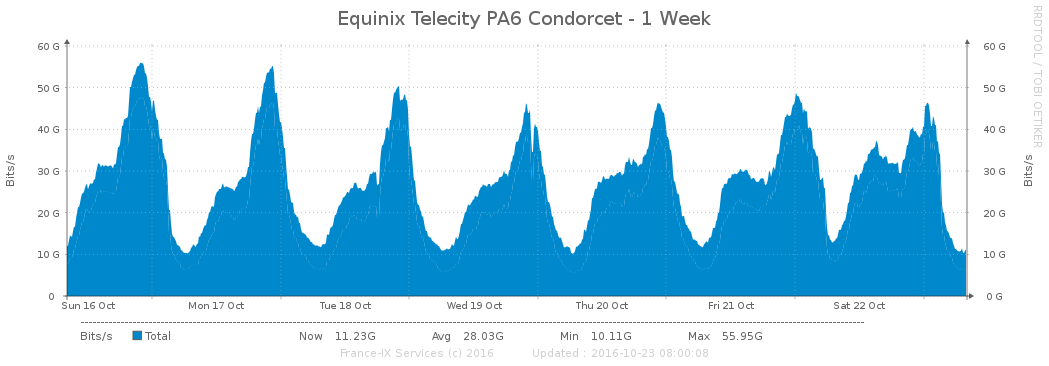 Equinix Telecity PA6 Condorcet - 1 Week
RRDTOOL / TOBI OETIKER
Bits/s
60 G
50 G
40 G
30 G
20 G
10 G
0
60 G
50 G
40 G
30 G
20 G
10 G
0 G
Bits/s
Sun 16 Oct Mon 17 Oct Tue 18 Oct Wed 19 Oct Thu 20 Oct Fri 21 Oct Sat 22 Oct
Bits/s Total Now 11.23G Avg 28.03G Min 10.11G Max 55.95G
France-IX Services (c) 2016 Updated : 2016-10-23 08:00:08